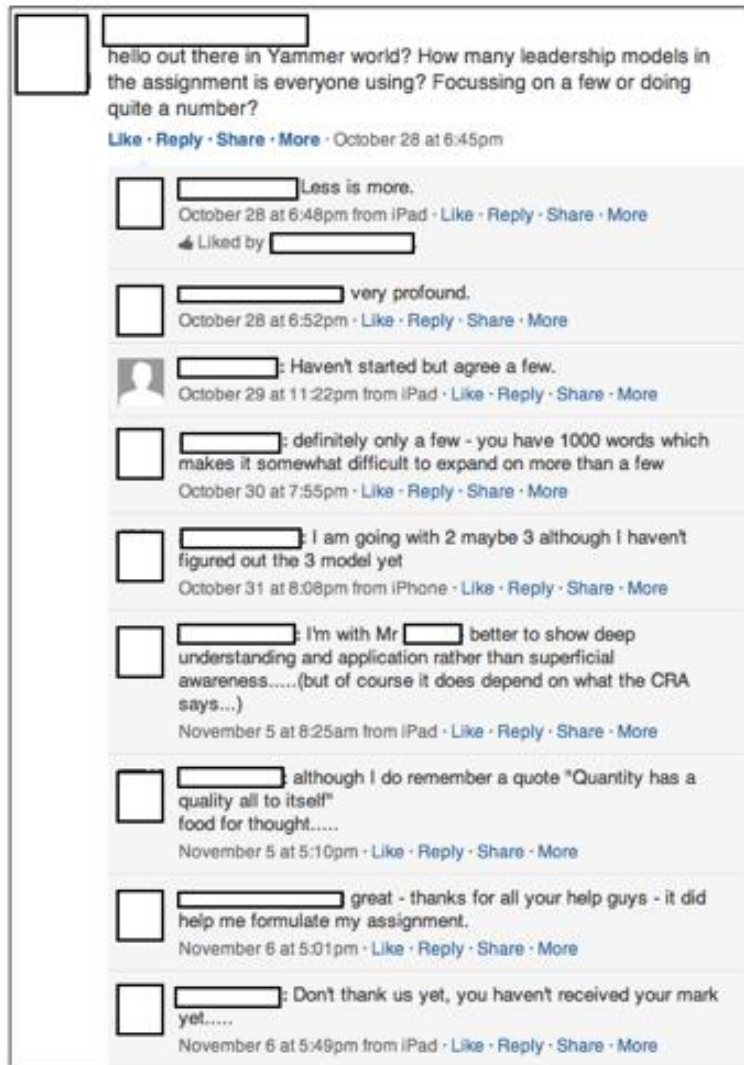 hello out there in Yammer world? How many leadership models in
the assignment is everyone using? Focussing on a few or doing
quite a number?
Like · Reply · Share · More · October 28 at 6:45pm
Less is more.
October 28 at 6:48pm from iPad · Like · Reply · Share · More
Liked by
very profound.
October 28 at 6:52pm · Like · Reply · Share · More
: Haven't started but agree a few.
October 29 at 11:22pm from iPad · Like · Reply · Share · More
: definitely only a few - you have 1000 words which
makes it somewhat difficult to expand on more than a few
October 30 at 7:55pm · Like · Reply · Share · More
: I am going with 2 maybe 3 although I haven't
figured out the 3 model yet
October 31 at 8:08pm from iPhone · Like · Reply · Share · More
: I'm with Mr better to show deep
understanding and application rather than superficial
awareness.....(but of course it does depend on what the CRA
says...)
November 5 at 8:25am from iPad · Like · Reply · Share · More
: although I do remember a quote "Quantity has a
quality all to itself"
food for thought.....
November 5 at 5:10pm · Like · Reply · Share · More
great - thanks for all your help guys - it did
help me formulate my assignment.
November 6 at 5:01pm · Like · Reply · Share · More
: Don't thank us yet, you haven't received your mark
yet.....
November 6 at 5:49pm from iPad · Like · Reply · Share · More